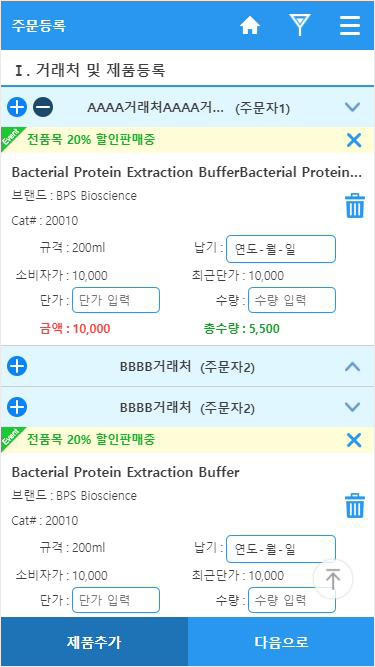 주문등록
Ⅰ. 거래처 및 제품등록
AAAA거래처AAAA거... (주문자1)
Event 전품목 20% 할인판매중
Bacterial Protein Extraction BufferBacterial Protein...
브랜드 : BPS Bioscience
Cat# : 20010
규격 : 200ml 납기 : 연도-월-일
소비자가 : 10,000 최근단가 : 10,000
단가 : 단가 입력 수량 : 수량 입력
금액 : 10,000 총수량 : 5,500
BBBB거래처 (주문자2)
BBBB거래처 (주문자2)
Event 전품목 20% 할인판매중
Bacterial Protein Extraction Buffer
브랜드 : BPS Bioscience
Cat# : 20010
규격 : 200ml 납기 : 연도-월-일
소비자가 : 10,000 최근단가 : 10,000
단가 : 단가 입력 수량 : 수량 입력
제품추가 다음으로